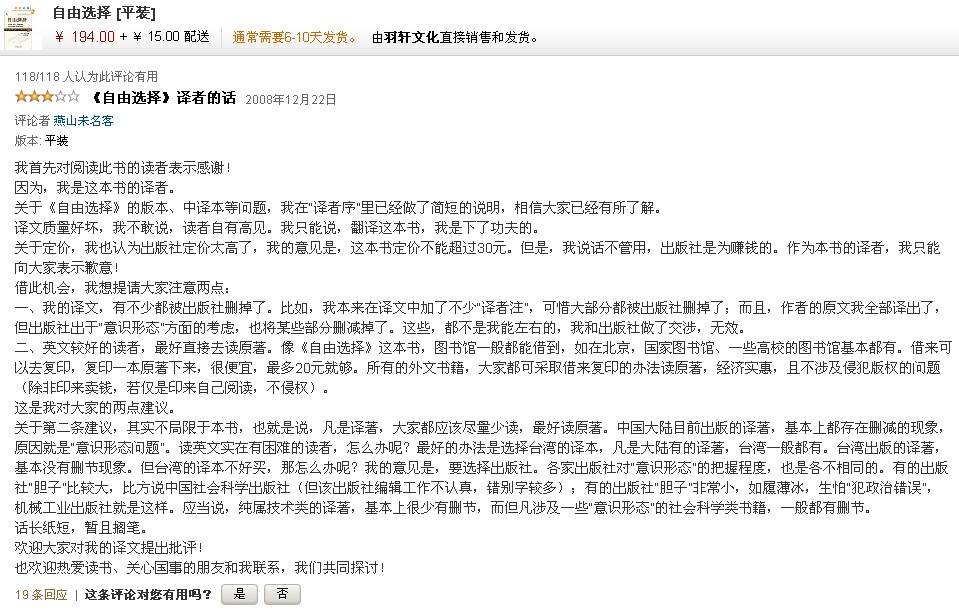 自由选择 [平装]
￥ 194.00 + ￥ 15.00 配送 通常需要6-10天发货。 由羽轩文化直接销售和发货。
118/118 人认为此评论有用
《自由选择》译者的话 2008年12月22日
评论者 燕山未名客
版本: 平装
我首先对阅读此书的读者表示感谢！
因为，我是这本书的译者。
关于《自由选择》的版本、中译本等问题，我在"译者序"里已经做了简短的说明，相信大家已经有所了解。
译文质量好坏，我不敢说，读者自有高见。我只能说，翻译这本书，我是下了功夫的。
关于定价，我也认为出版社定价太高了，我的意见是，这本书定价不能超过30元。但是，我说话不管用，出版社是为赚钱的。作为本书的译者，我只能
向大家表示歉意！
借此机会，我想提请大家注意两点：
一、我的译文，有不少都被出版社删掉了。比如，我本来在译文中加了不少"译者注"，可惜大部分都被出版社删掉了；而且，作者的原文我全部译出了，
但出版社出于"意识形态"方面的考虑，也将某些部分删减掉了。这些，都不是我能左右的，我和出版社做了交涉，无效。
二、英文较好的读者，最好直接去读原著。像《自由选择》这本书，图书馆一般都能借到，如在北京，国家图书馆、一些高校的图书馆基本都有。借来可
以去复印，复印一本原著下来，很便宜，最多20元就够。所有的外文书籍，大家都可采取借来复印的办法读原著，经济实惠，且不涉及侵犯版权的问题
（除非印来卖钱，若仅是印来自己阅读，不侵权）。
这是我对大家的两点建议。
关于第二条建议，其实不局限于本书，也就是说，凡是译著，大家都应该尽量少读，最好读原著。中国大陆目前出版的译著，基本上都存在删减的现象，
原因就是"意识形态问题"。读英文实在有困难的读者，怎么办呢？最好的办法是选择台湾的译本，凡是大陆有的译著，台湾一般都有。台湾出版的译著，
基本没有删节现象。但台湾的译本不好买，那怎么办呢？我的意见是，要选择出版社。各家出版社对"意识形态"的把握程度，也是各不相同的。有的出版
社"胆子"比较大，比方说中国社会科学出版社（但该出版社编辑工作不认真，错别字较多）；有的出版社"胆子"非常小，如履薄冰，生怕"犯政治错误"，
机械工业出版社就是这样。应当说，纯属技术类的译著，基本上很少有删节，而但凡涉及一些"意识形态"的社会科学类书籍，一般都有删节。
话长纸短，暂且搁笔。
欢迎大家对我的译文提出批评！
也欢迎热爱读书、关心国事的朋友和我联系，我们共同探讨！
19 条回应 | 这条评论对您有用吗？ 是 否